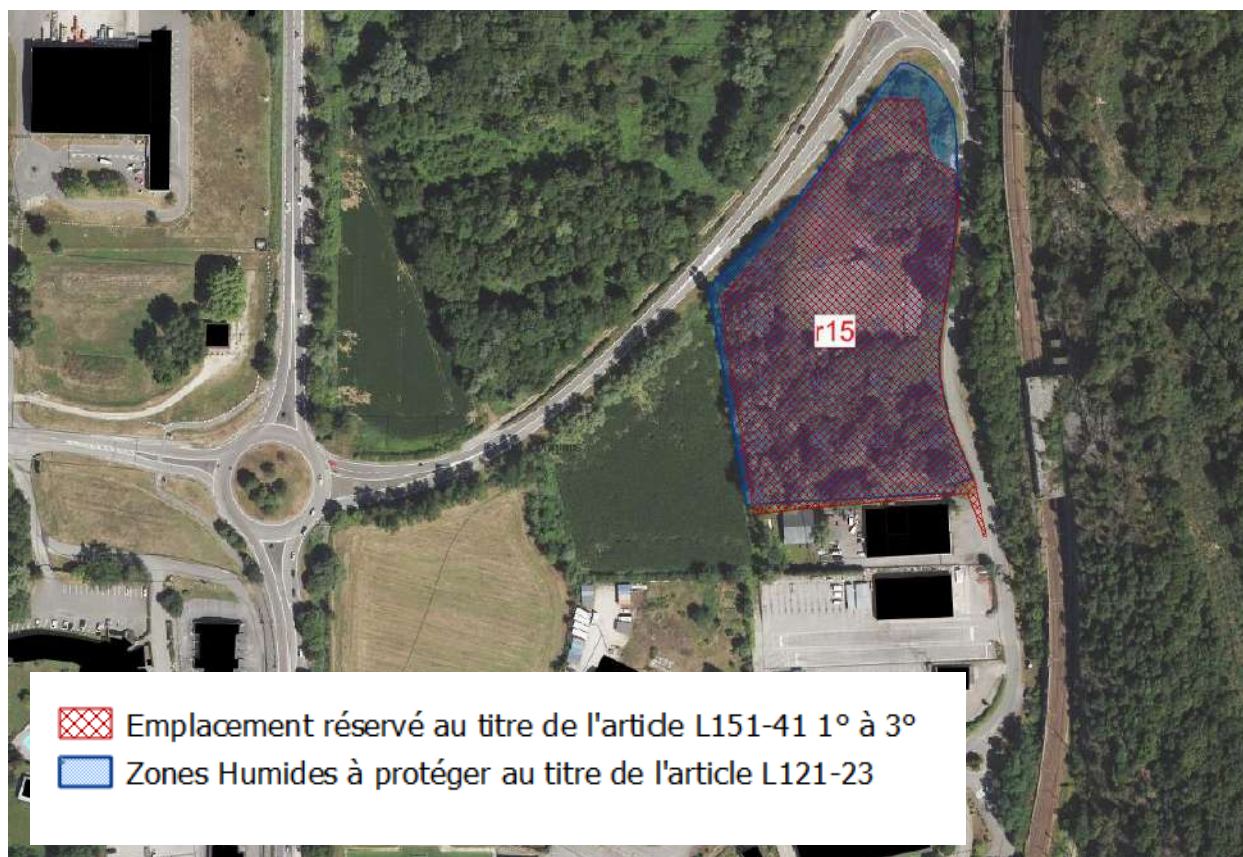 r15
Emplacement réservé au titre de l'article L151-41 1° à 3°
Zones Humides à protéger au titre de l'article L121-23